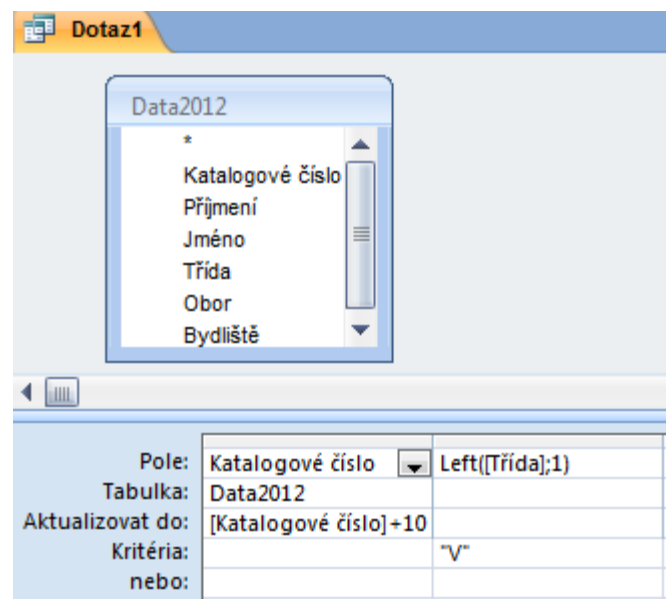 Dotaz1
Data2012
*
Katalogové číslo
Příjmení
Jméno
Třída
Obor
Bydliště
Pole: Katalogové číslo Left([Třída];1)
Tabulka: Data2012
Aktualizovat do: [Katalogové číslo]+10
Kritéria: "V"
nebo: